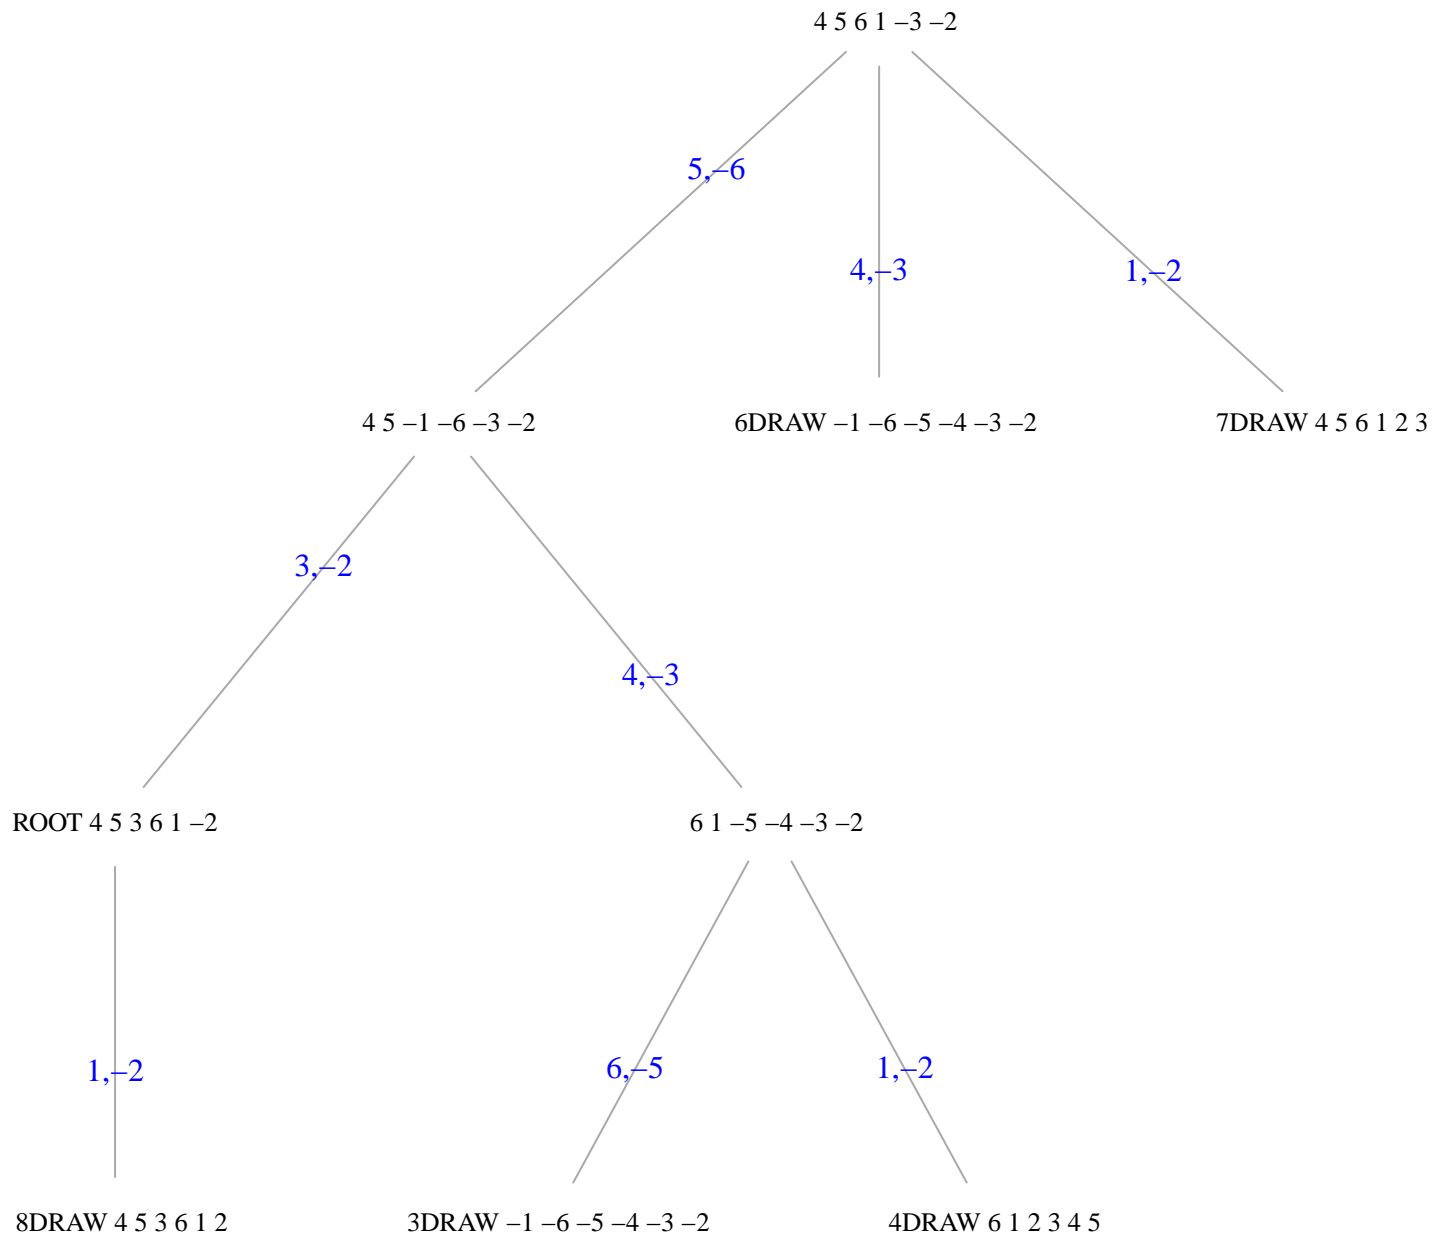 4 5 6 1 –3 –2
5,–6
4,–3
1,–2
4 5 –1 –6 –3 –2
6DRAW –1 –6 –5 –4 –3 –2
7DRAW 4 5 6 1 2 3
3,–2
4,–3
ROOT 4 5 3 6 1 –2
6 1 –5 –4 –3 –2
1,–2
6,–5
1,–2
8DRAW 4 5 3 6 1 2
3DRAW –1 –6 –5 –4 –3 –2
4DRAW 6 1 2 3 4 5